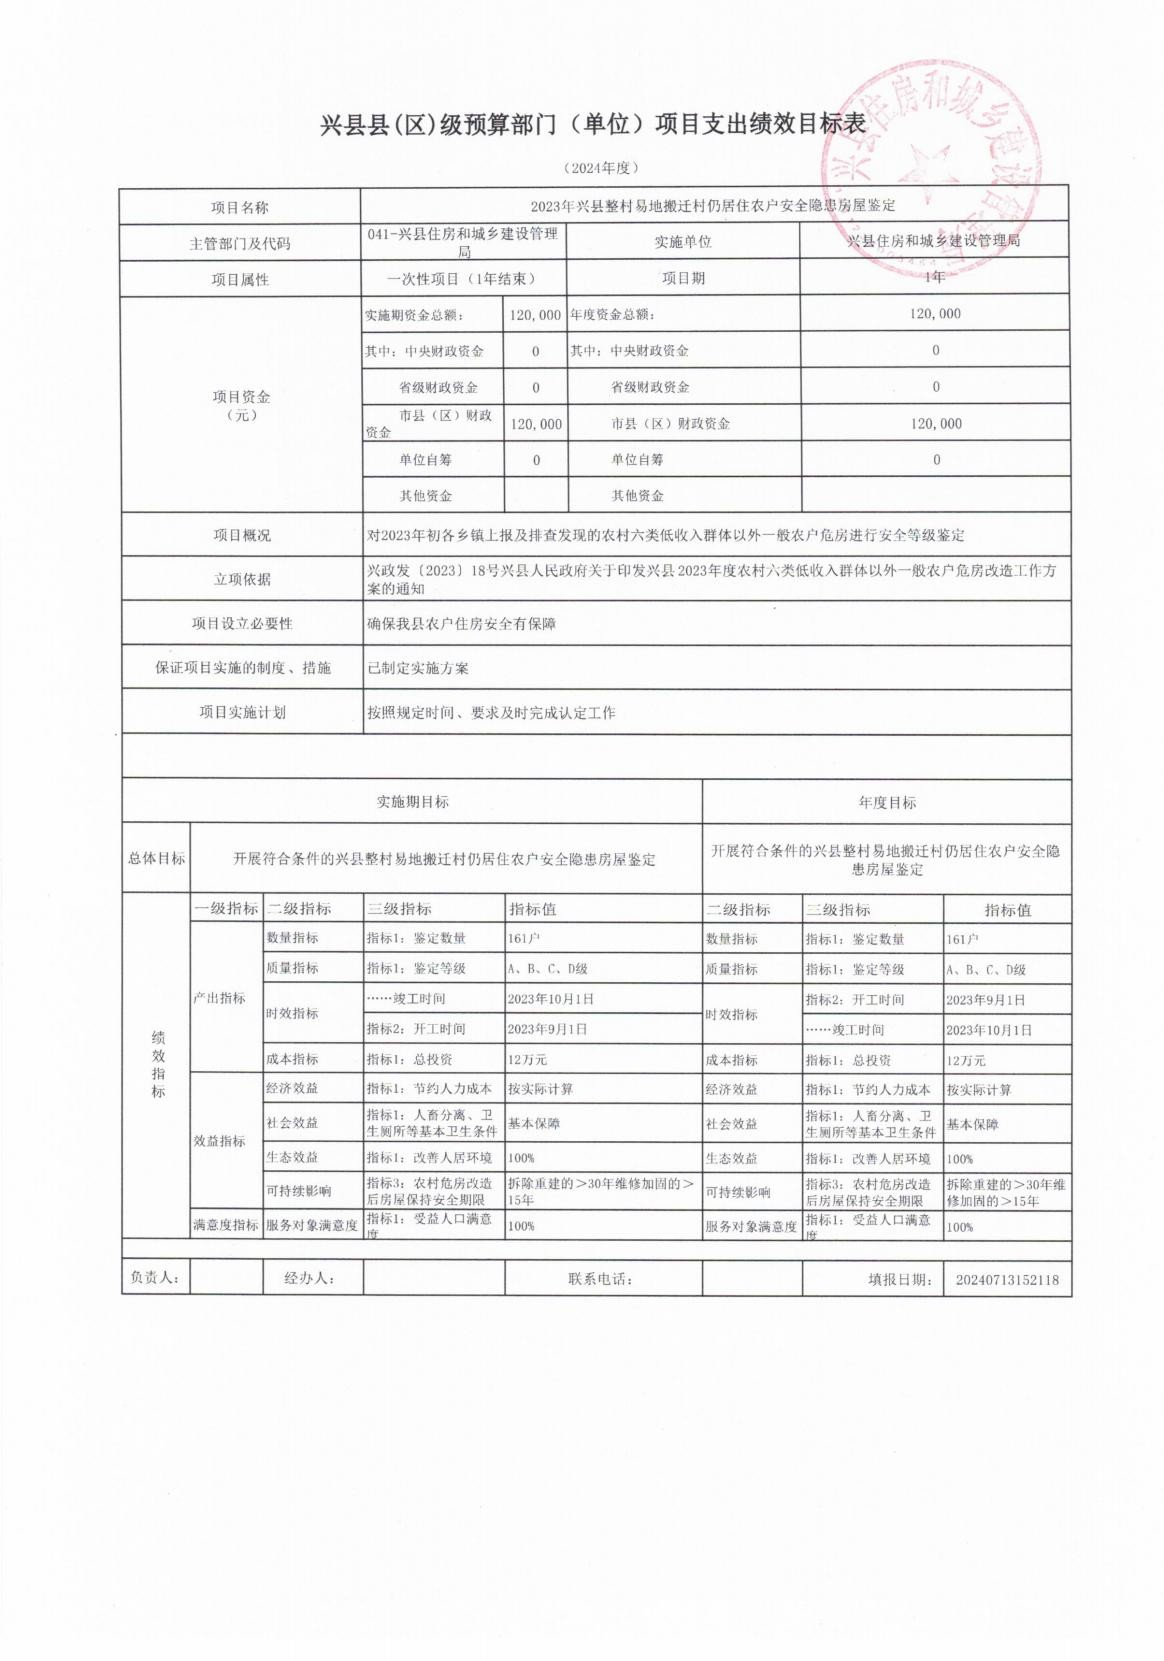 兴县县(区)级预算部门（单位）项目支出绩效目标表
（2024年度）
兴县住房和城乡建设管理局
项目名称 2023年兴县整村易地搬迁村仍居住农户安全隐患房屋鉴定
主管部门及代码 041-兴县住房和城乡建设管理局 实施单位 兴县住房和城乡建设管理局
项目属性 一次性项目（1年结束） 项目期 1年
项目资金（元）
实施期资金总额： 120,000 年度资金总额： 120,000
其中：中央财政资金 0 其中：中央财政资金 0
省级财政资金 0 省级财政资金 0
市县（区）财政资金 120,000 市县（区）财政资金 120,000
单位自筹 0 单位自筹 0
其他资金 其他资金
项目概况 对2023年初各乡镇上报及排查发现的农村六类低收入群体以外一般农户危房进行安全等级鉴定
立项依据 兴政发〔2023〕18号兴县人民政府关于印发兴县2023年度农村六类低收入群体以外一般农户危房改造工作方
案的通知
项目设立必要性 确保我县农户住房安全有保障
保证项目实施的制度、措施 已制定实施方案
项目实施计划 按照规定时间、要求及时完成认定工作
实施期目标 年度目标
总体目标 开展符合条件的兴县整村易地搬迁村仍居住农户安全隐患房屋鉴定 开展符合条件的兴县整村易地搬迁村仍居住农户安全隐
患房屋鉴定
绩效指标
一级指标 二级指标 三级指标 指标值 二级指标 三级指标 指标值
产出指标
数量指标 指标1：鉴定数量 161户 数量指标 指标1：鉴定数量 161户
质量指标 指标1：鉴定等级 A、B、C、D级 质量指标 指标1：鉴定等级 A、B、C、D级
时效指标 ……竣工时间 2023年10月1日 时效指标 指标2：开工时间 2023年9月1日
指标2：开工时间 2023年9月1日 ……竣工时间 2023年10月1日
成本指标 指标1：总投资 12万元 成本指标 指标1：总投资 12万元
效益指标
经济效益 指标1：节约人力成本 按实际计算 经济效益 指标1：节约人力成本 按实际计算
社会效益 指标1：人畜分离、卫生厕所等基本卫生条件 基本保障 社会效益 指标1：人畜分离、卫生厕所等基本卫生条件 基本保障
生态效益 指标1：改善人居环境 100% 生态效益 指标1：改善人居环境 100%
可持续影响 指标3：农村危房改造后房屋保持安全期限 拆除重建的＞30年维修加固的＞15年 可持续影响 指标3：农村危房改造后房屋保持安全期限 拆除重建的＞30年维修加固的＞15年
满意度指标 服务对象满意度 指标1：受益人口满意度 100% 服务对象满意度 指标1：受益人口满意度 100%
负责人： 经办人： 联系电话： 填报日期： 20240713152118